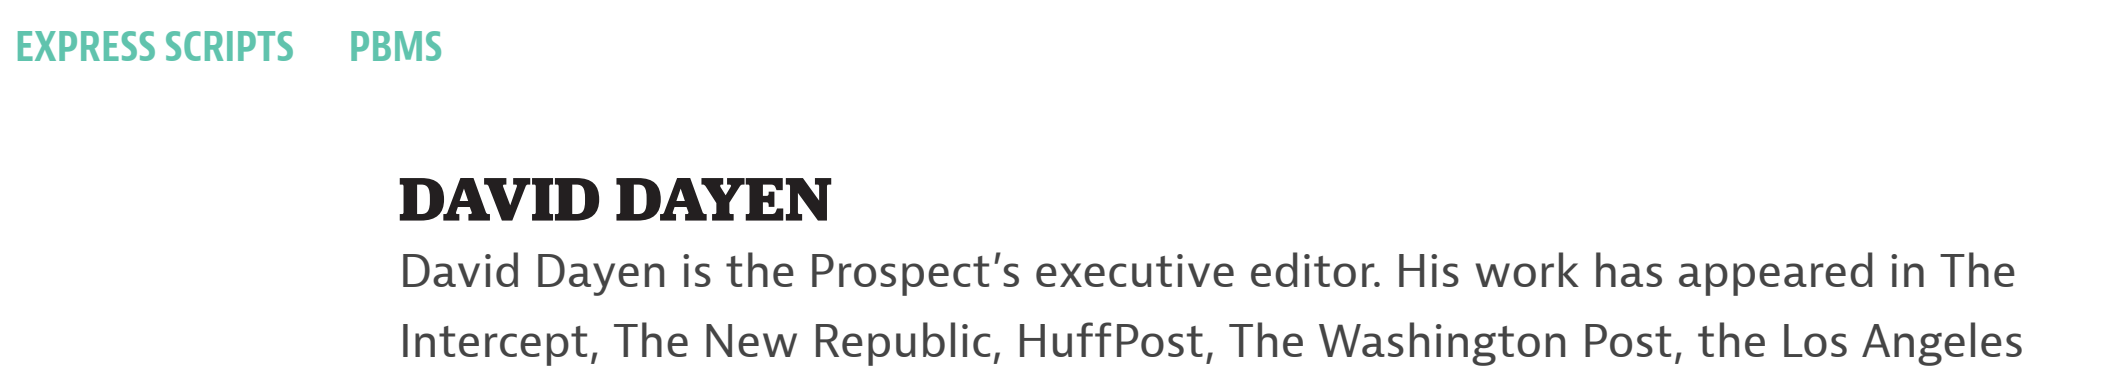 EXPRESS SCRIPTS PBMS
DAVID DAYEN
David Dayen is the Prospect’s executive editor. His work has appeared in The
Intercept, The New Republic, HuffPost, The Washington Post, the Los Angeles